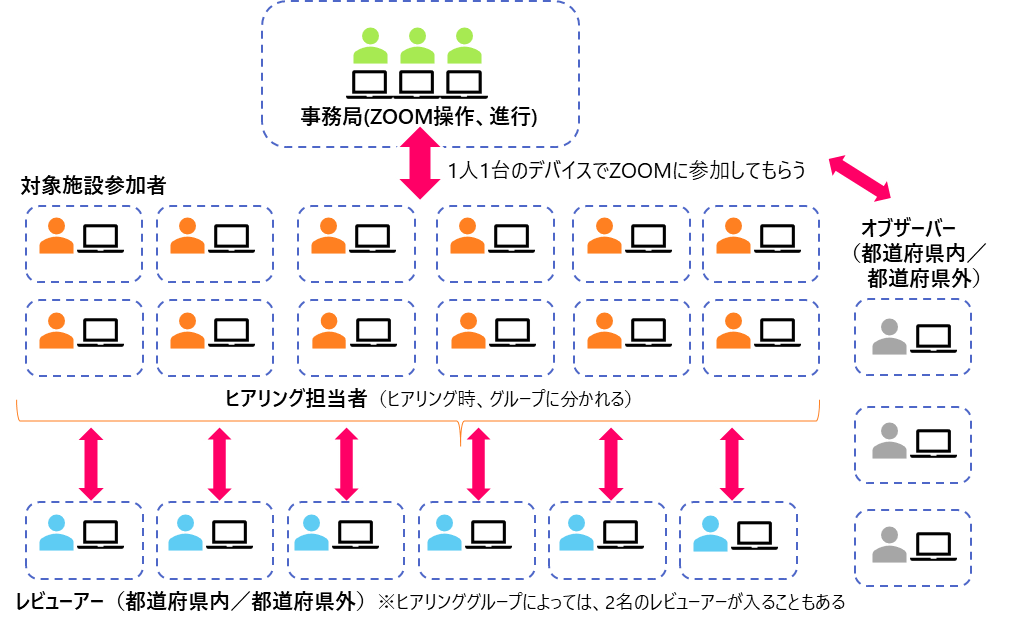 事務局(ZOOM操作、進行)
1人1台のデバイスでZOOMに参加してもらう
対象施設参加者
オブザーバー
（都道府県内／
都道府県外）
ヒアリング担当者（ヒアリング時、グループに分かれる）
レビューアー（都道府県内／都道府県外）※ヒアリンググループによっては、2名のレビューアーが入ることもある